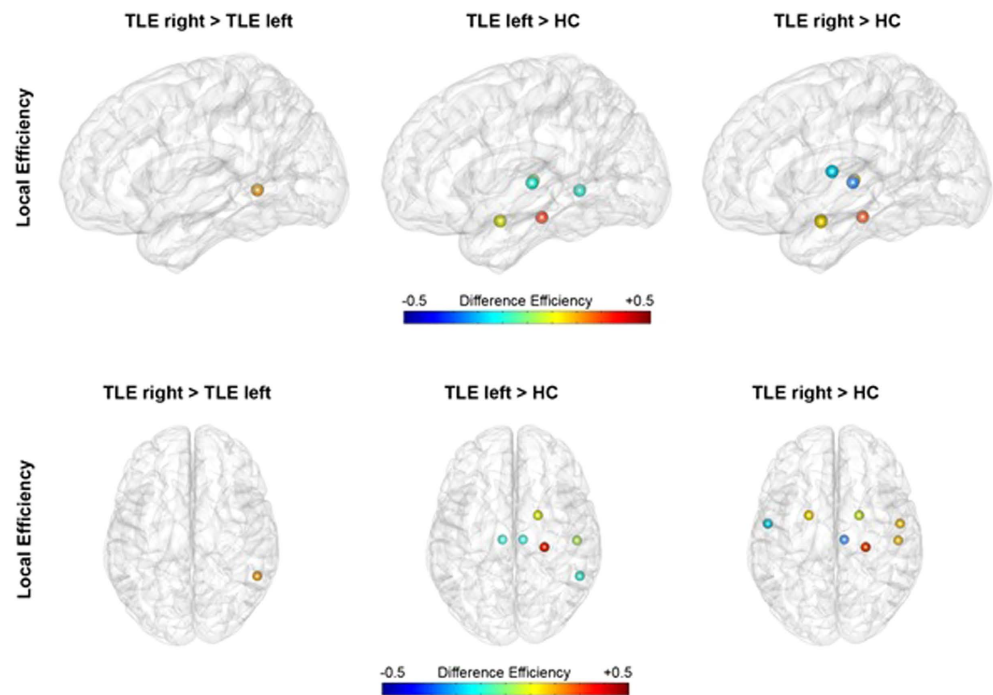 TLE right > TLE left TLE left > HC TLE right > HC
Local Efficiency
-0.5 Difference Efficiency +0.5
TLE right > TLE left TLE left > HC TLE right > HC
Local Efficiency
-0.5 Difference Efficiency +0.5